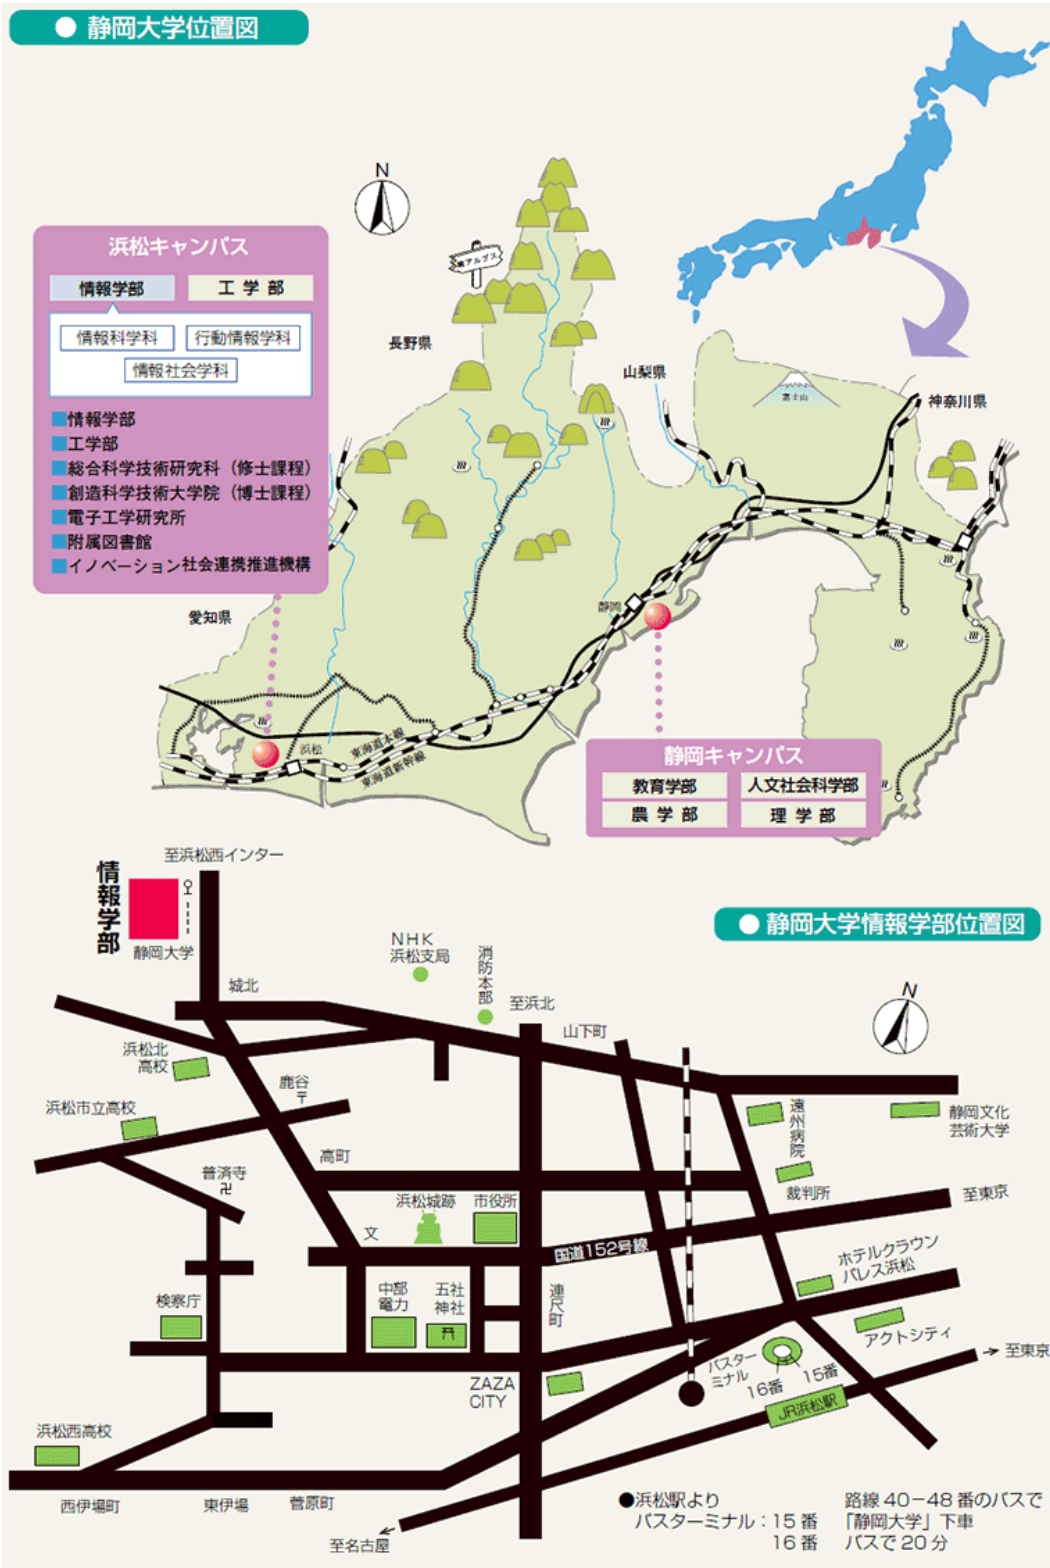 ● 静岡大学位置図
N
浜松キャンパス
情報学部
工学部
情報科学科
行動情報学科
情報社会学科
■情報学部
■工学部
■総合科学技術研究科（修士課程）
■創造科学技術大学院（博士課程）
■電子工学研究所
■附属図書館
■イノベーション社会連携推進機構
南アルプス
長野県
山梨県
富士山
神奈川県
愛知県
静岡
浜松
東海道本線
東海道新幹線
静岡キャンパス
教育学部
人文社会科学部
農学部
理学部
● 静岡大学情報学部位置図
N
至浜松西インター
情報学部
静岡大学
城北
NHK
浜松支局
消防本部
至浜北
山下町
浜松北
高校
鹿谷
〒
浜松市立高校
遠州病院
静岡文化
芸術大学
高町
普済寺
卍
浜松城跡
市役所
裁判所
至東京
文
国道152号線
ホテルクラウン
パレス浜松
検察庁
中部
電力
五社
神社
連尺町
アクトシティ
至東京
バスター
ミナル
16番
15番
ZAZA
CITY
JR浜松駅
浜松西高校
西伊場町
東伊場
菅原町
至名古屋
●浜松駅より
バスターミナル：15番
16番
路線40－48番のバスで
「静岡大学」下車
バスで20分